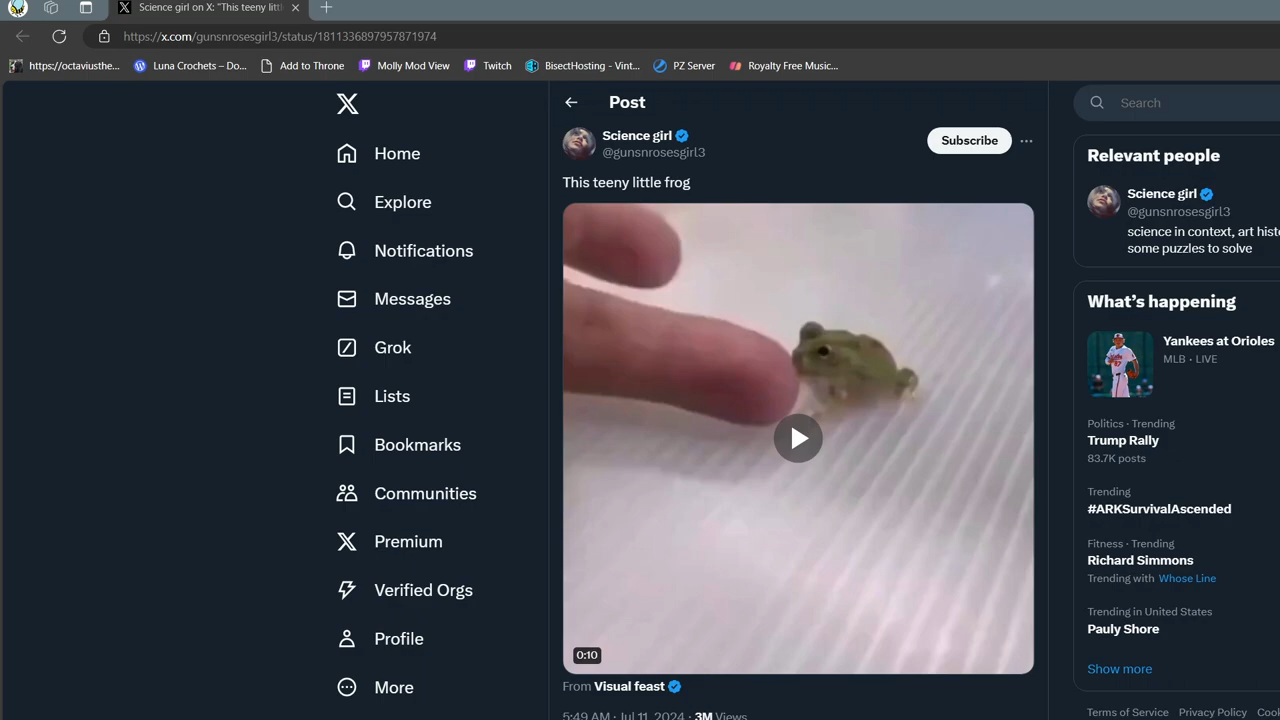 Science girl on X: "This teeny litt
https://x.com/gunsnrosesgirl3/status/1811336897957871974
https://octaviusthe...
Luna Crochets – Do...
Add to Throne
Molly Mod View
Twitch
BisectHosting - Vint...
PZ Server
Royalty Free Music...
Home
Explore
Notifications
Messages
Grok
Lists
Bookmarks
Communities
Premium
Verified Orgs
Profile
More
Post
Science girl
@gunsnrosesgirl3
Subscribe
This teeny little frog
0:10
From Visual feast
5:49 AM · Jul 11, 2024 · 3M Views
Search
Relevant people
Science girl
@gunsnrosesgirl3
science in context, art histo
some puzzles to solve
What's happening
Yankees at Orioles
MLB · LIVE
Politics · Trending
Trump Rally
83.7K posts
Trending
#ARKSurvivalAscended
Fitness · Trending
Richard Simmons
Trending with Whose Line
Trending in United States
Pauly Shore
Show more
Terms of Service Privacy Policy Cook